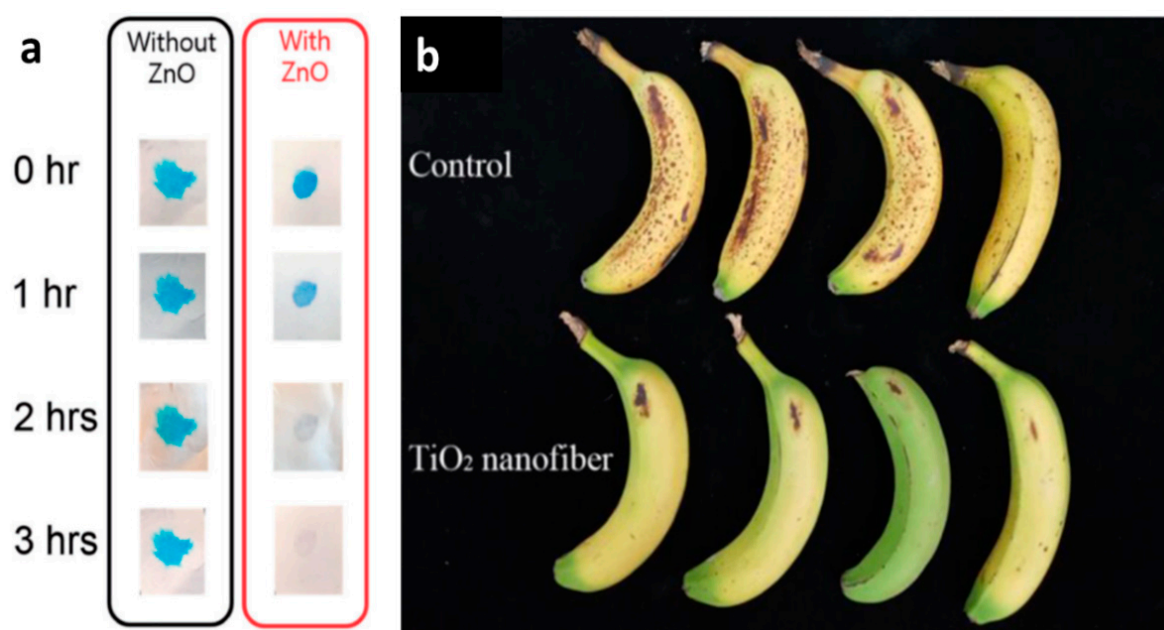 a
Without
ZnO
With
ZnO
0 hr
1 hr
2 hrs
3 hrs
b
Control
TiO₂ nanofiber